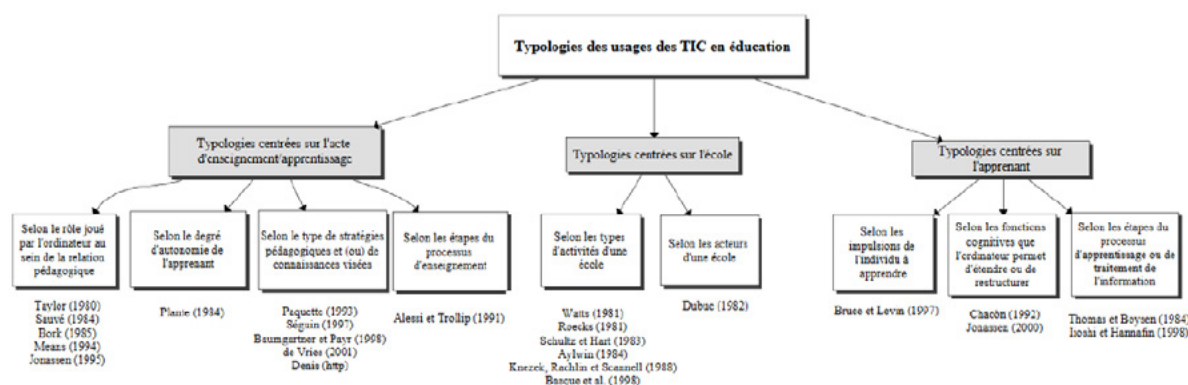 Typologies des usages des TIC en éducation
Typologies centrées sur l'acte
d'enseignement/apprentissage
Typologies centrées sur l'école
Typologies centrées sur
l'apprenant
Selon le rôle joué
par l'ordinateur au
sein de la relation
pédagogique
Taylor (1980)
Sauvé (1984)
Bork (1985)
Means (1994)
Jonassen (1995)
Selon le degré
d'autonomie de
l'apprenant
Plante (1984)
Selon le type de stratégies
pédagogiques et (ou) de
connaissances visées
Paquette (1993)
Séguin (1997)
Baumgartner et Payr (1998)
de Vries (2001)
Denis (http)
Selon les étapes du
processus
d'enseignement
Alessi et Trollip (1991)
Selon les types
d'activités d'une
école
Watts (1981)
Roecks (1981)
Schultz et Hart (1983)
Aylwin (1984)
Knezek, Rachlin et Scannell (1988)
Basque et al. (1998)
Selon les acteurs
d'une école
Dubuc (1982)
Selon les
impulsions de
l'individu à
apprendre
Bruce et Levin (1997)
Selon les fonctions
cognitives que
l'ordinateur permet
d'étendre ou de
restructurer
Chacón (1992)
Jonassen (2000)
Selon les étapes du
processus
d'apprentissage ou de
traitement de
l'information
Thomas et Boysen (1984)
et Hannafin (1998)